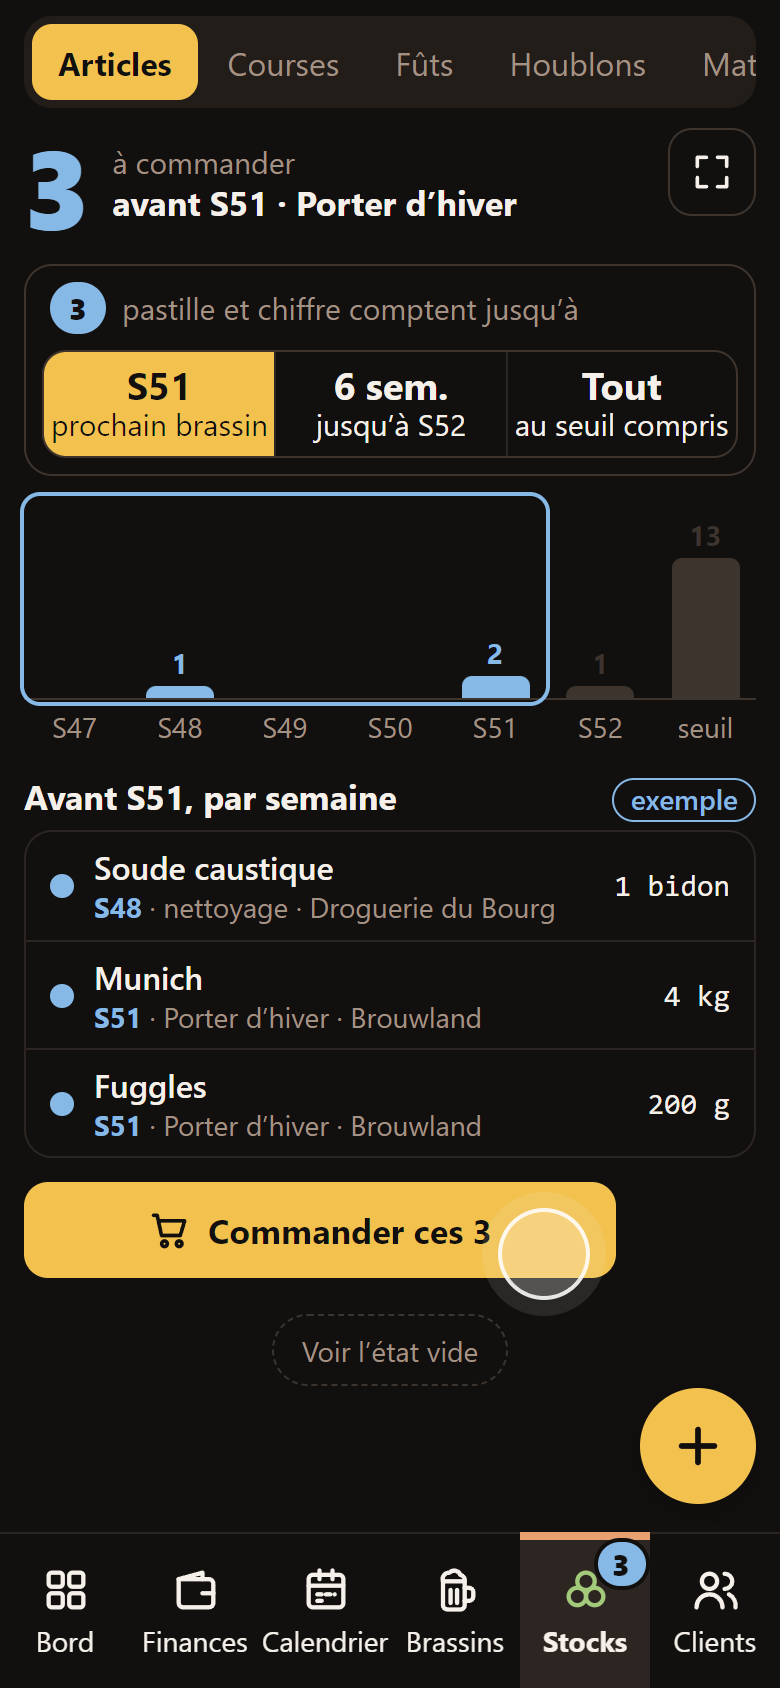 Articles Courses Fûts Houblons Mat
3
à commander
avant S51 · Porter d’hiver
3 pastille et chiffre comptent jusqu’à
S51 6 sem. Tout
prochain brassin jusqu’à S52 au seuil compris
13
1 2 1
S47 S48 S49 S50 S51 S52 seuil
Avant S51, par semaine exemple
Soude caustique 1 bidon
S48 · nettoyage · Droguerie du Bourg
Munich 4 kg
S51 · Porter d’hiver · Brouwland
Fuggles 200 g
S51 · Porter d’hiver · Brouwland
Commander ces 3
Voir l’état vide
3
Bord Finances Calendrier Brassins Stocks Clients